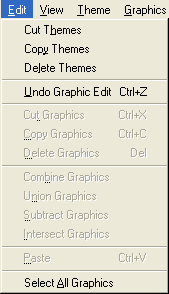 Edit View Theme Graphics
Cut Themes
Copy Themes
Delete Themes
Undo Graphic Edit Ctrl+Z
Cut Graphics Ctrl+X
Copy Graphics Ctrl+C
Delete Graphics Del
Combine Graphics
Union Graphics
Subtract Graphics
Intersect Graphics
Paste Ctrl+V
Select All Graphics